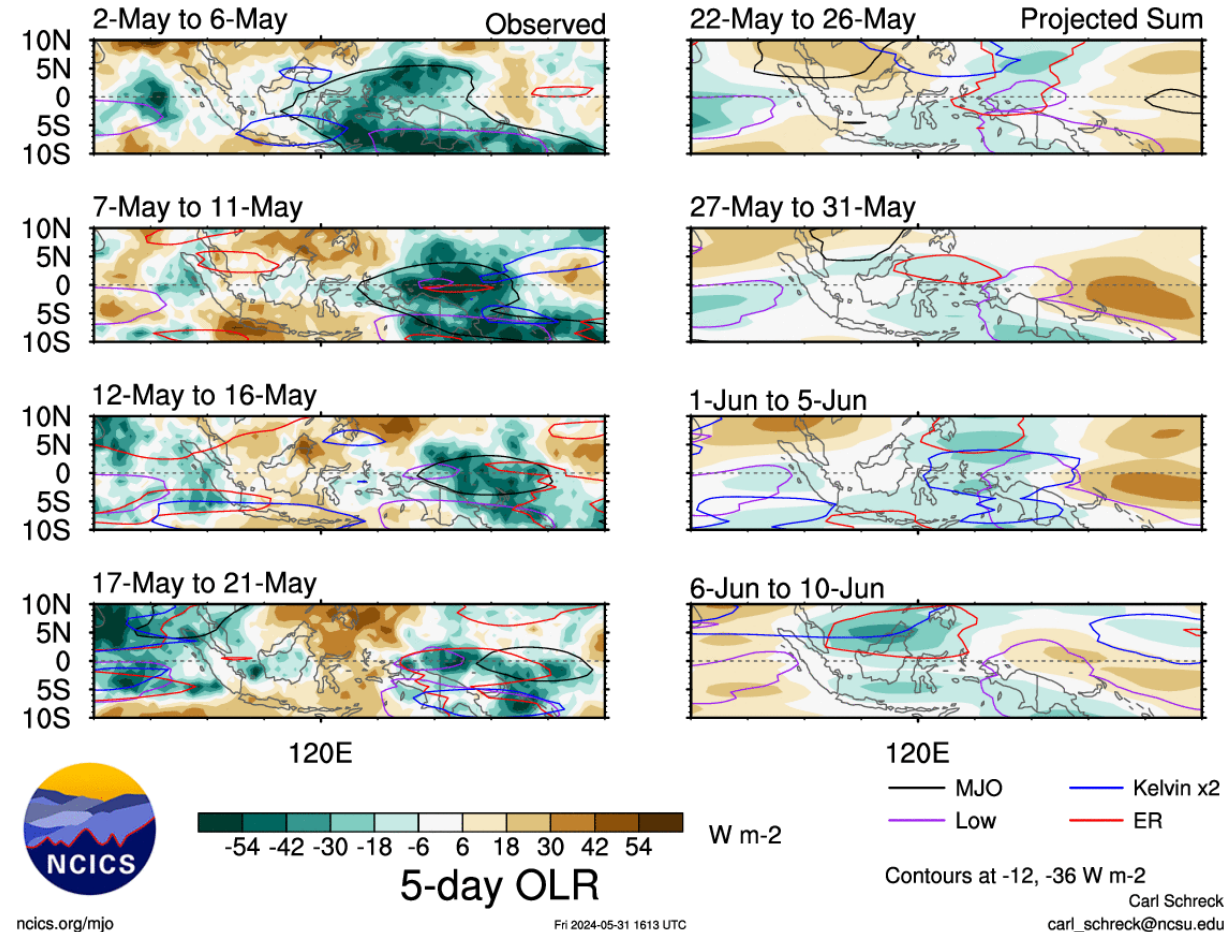 2-May to 6-May Observed
10N
5N
0
5S
10S
22-May to 26-May Projected Sum
7-May to 11-May
10N
5N
0
5S
10S
27-May to 31-May
12-May to 16-May
10N
5N
0
5S
10S
1-Jun to 5-Jun
17-May to 21-May
10N
5N
0
5S
10S
6-Jun to 10-Jun
120E
120E
NCICS
-54 -42 -30 -18 -6 6 18 30 42 54
W m-2
5-day OLR
MJO
Kelvin x2
Low
ER
Contours at -12, -36 W m-2
Carl Schreck
ncics.org/mjo
Fri 2024-05-31 1613 UTC
carl_schreck@ncsu.edu